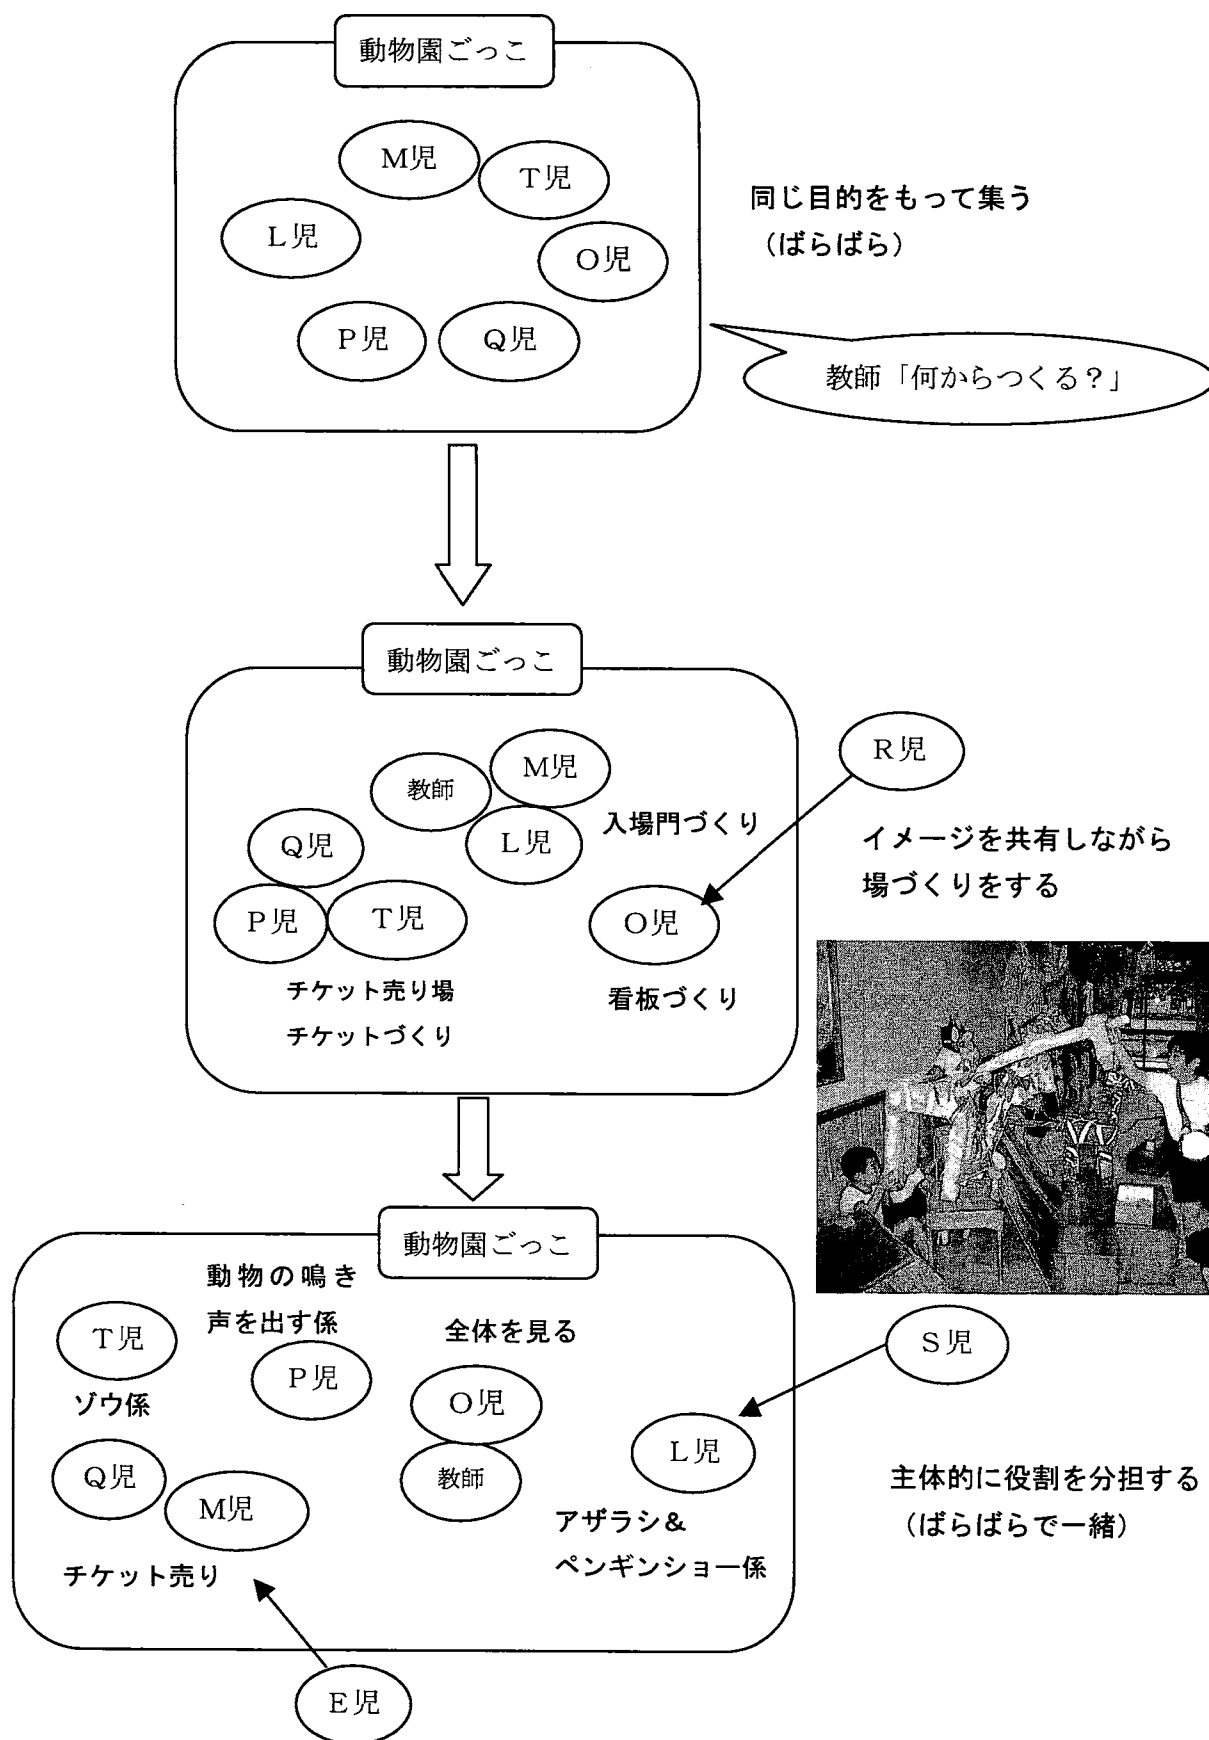 動物園ごっこ
M児
T児
L児
O児
P児
Q児
同じ目的をもって集う
（ばらばら）
教師「何からつくる？」
動物園ごっこ
R児
M児
教師
入場門づくり
L児
Q児
イメージを共有しながら
場づくりをする
P児
T児
O児
チケット売り場
チケットづくり
看板づくり
動物園ごっこ
動物の鳴き
声を出す係
全体を見る
T児
S児
P児
ゾウ係
O児
L児
Q児
教師
M児
主体的に役割を分担する
（ばらばらで一緒）
アザラシ＆
ペンギンショー係
チケット売り
E児